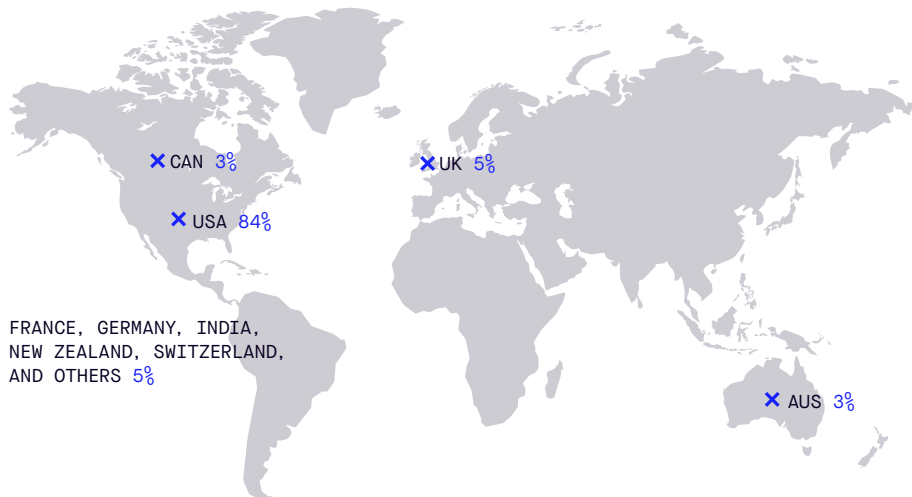 CAN 3%
UK 5%
USA 84%
FRANCE, GERMANY, INDIA,
NEW ZEALAND, SWITZERLAND,
AND OTHERS 5%
AUS 3%